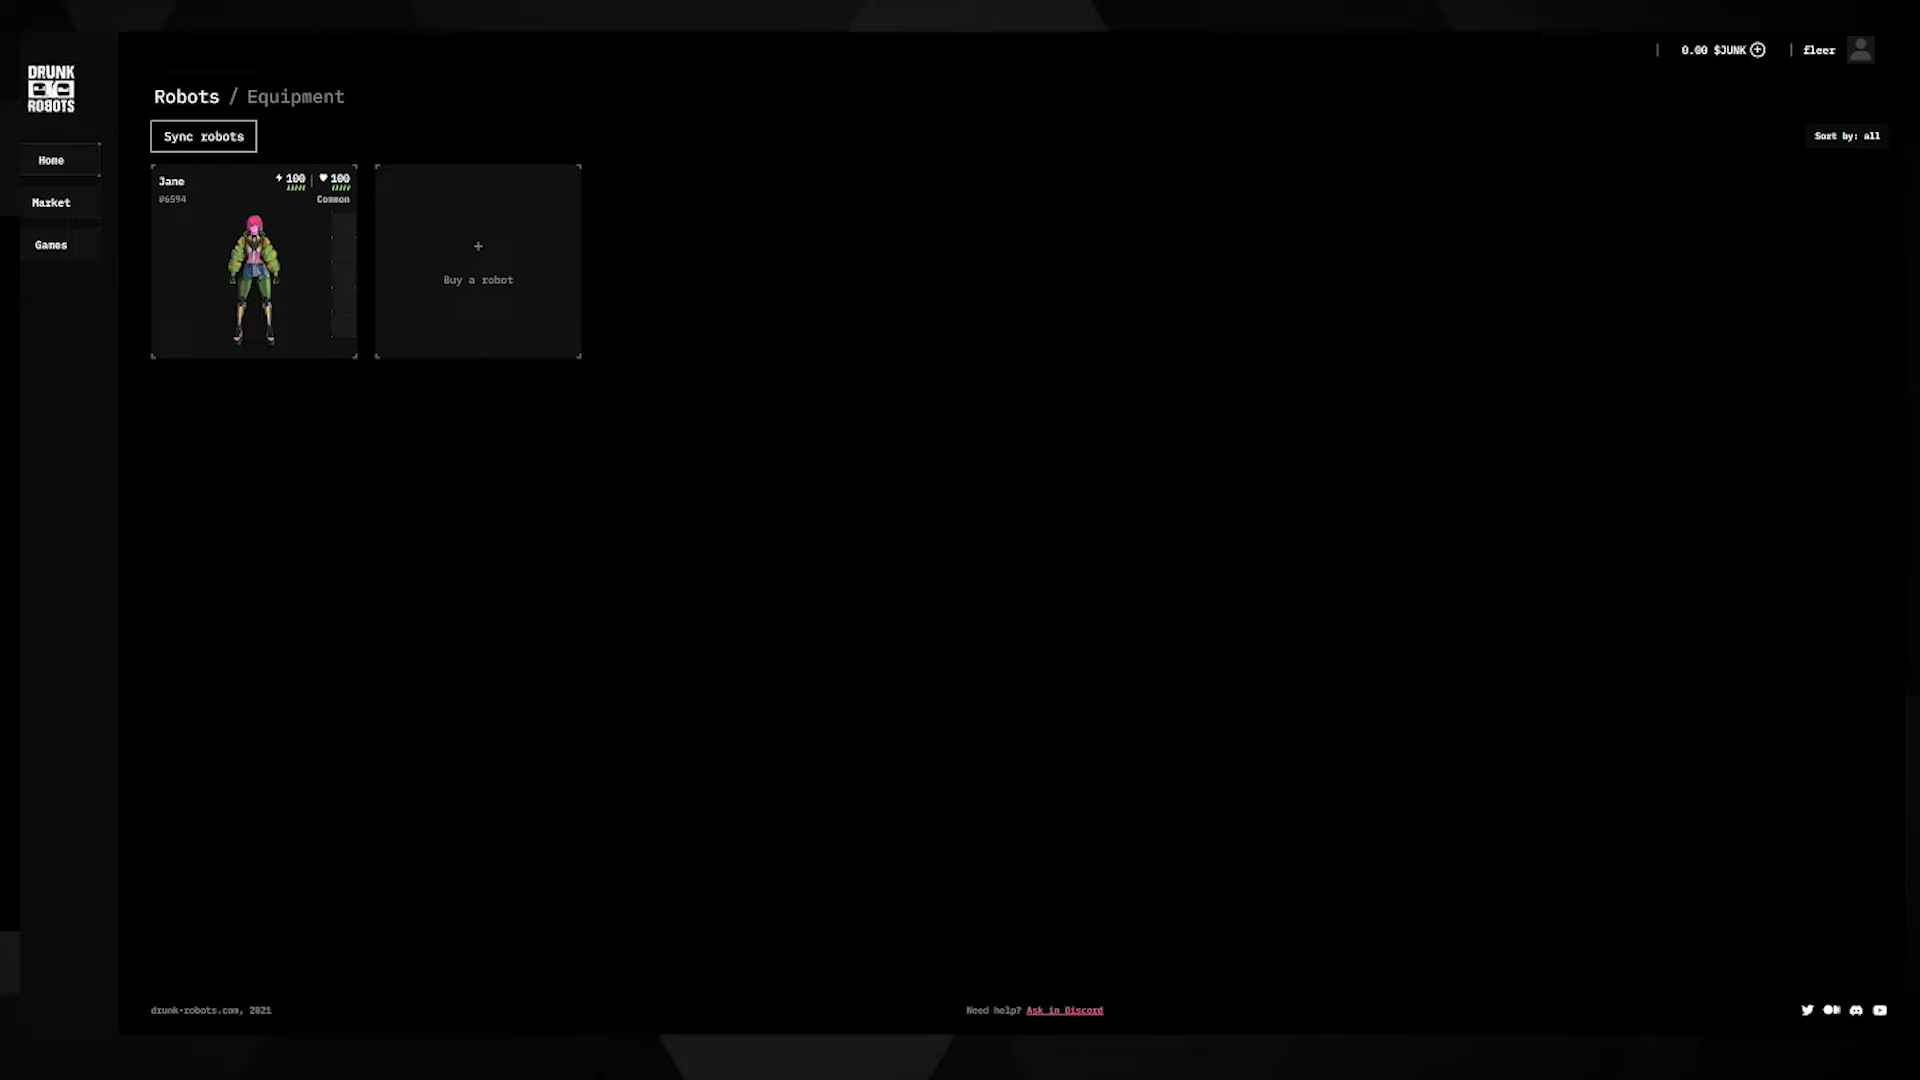 0.00 $JUNK
fleer
DRUNK
ROBOTS
Robots / Equipment
Sync robots
Sort by: all
Home
Market
Games
Jane
100 | 100
#6594
Common
+
Buy a robot
drunk-robots.com, 2021
Need help? Ask in Discord